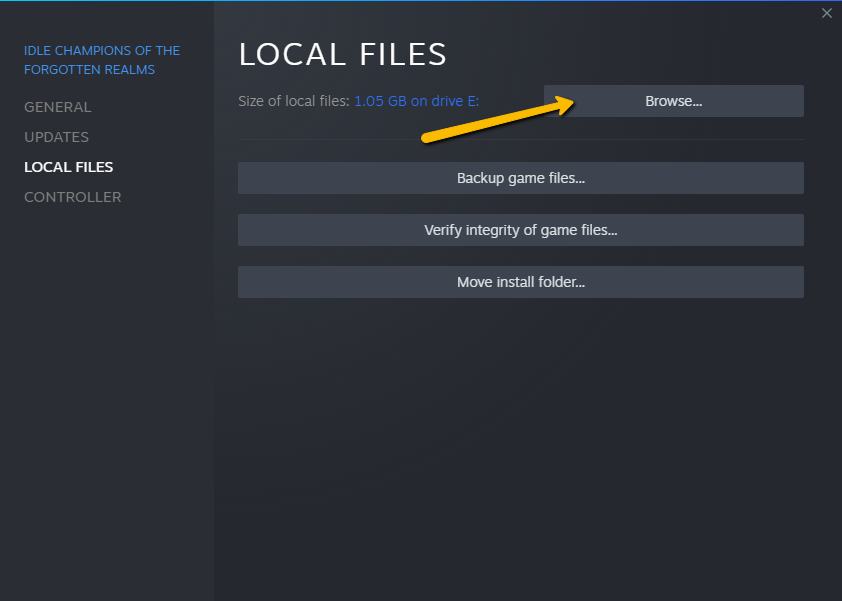 IDLE CHAMPIONS OF THE
FORGOTTEN REALMS
GENERAL
UPDATES
LOCAL FILES
CONTROLLER
LOCAL FILES
Size of local files: 1.05 GB on drive E:
Browse...
Backup game files...
Verify integrity of game files...
Move install folder...